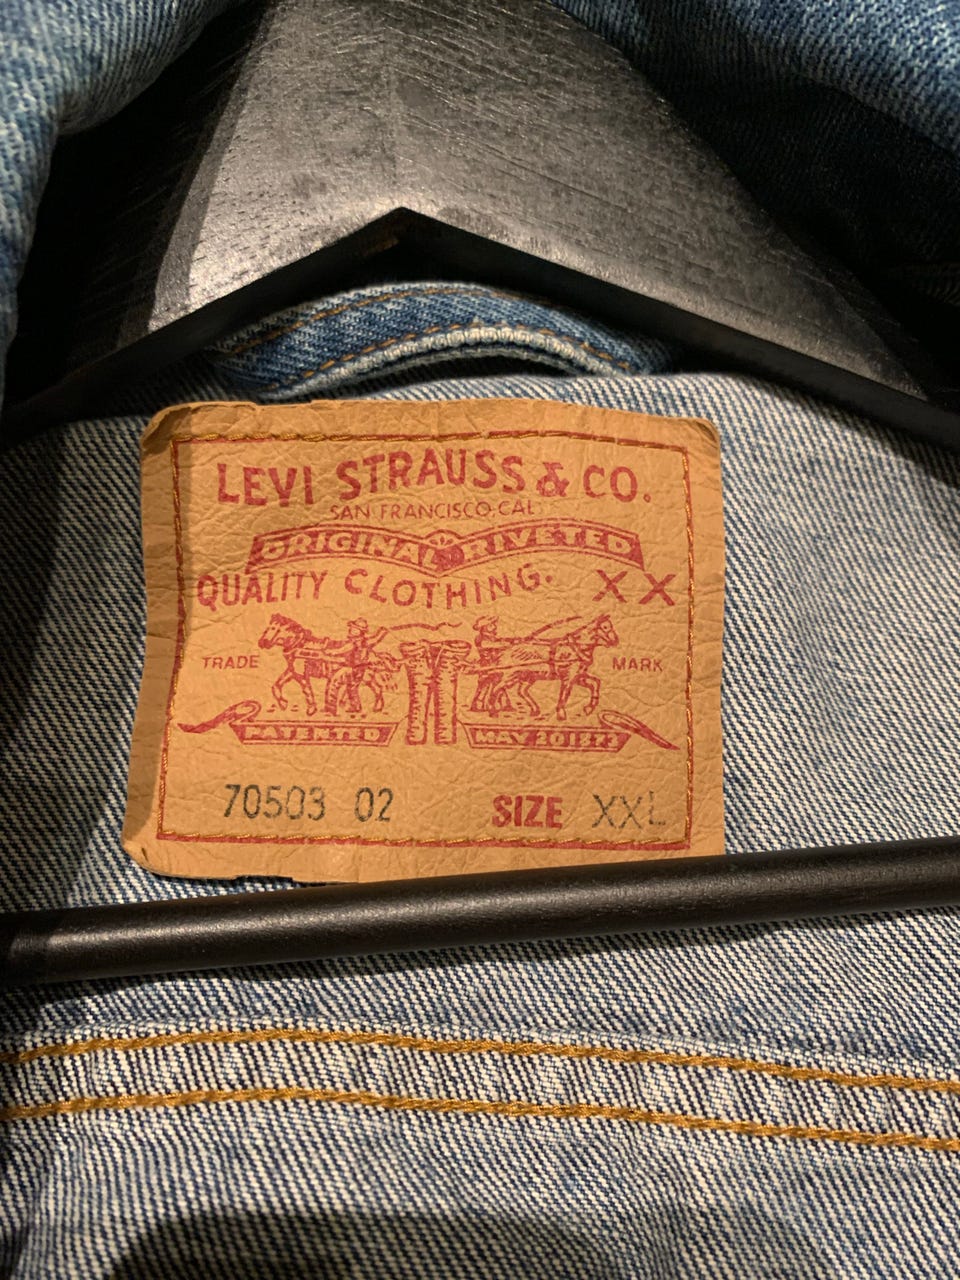 LEVI STRAUSS & CO.
SAN FRANCISCO CAL
ORIGINAL RIVETED
QUALITY CLOTHING. XX
TRADE MARK
PATENTED MAY 20 1873
70503 02 SIZE XXL